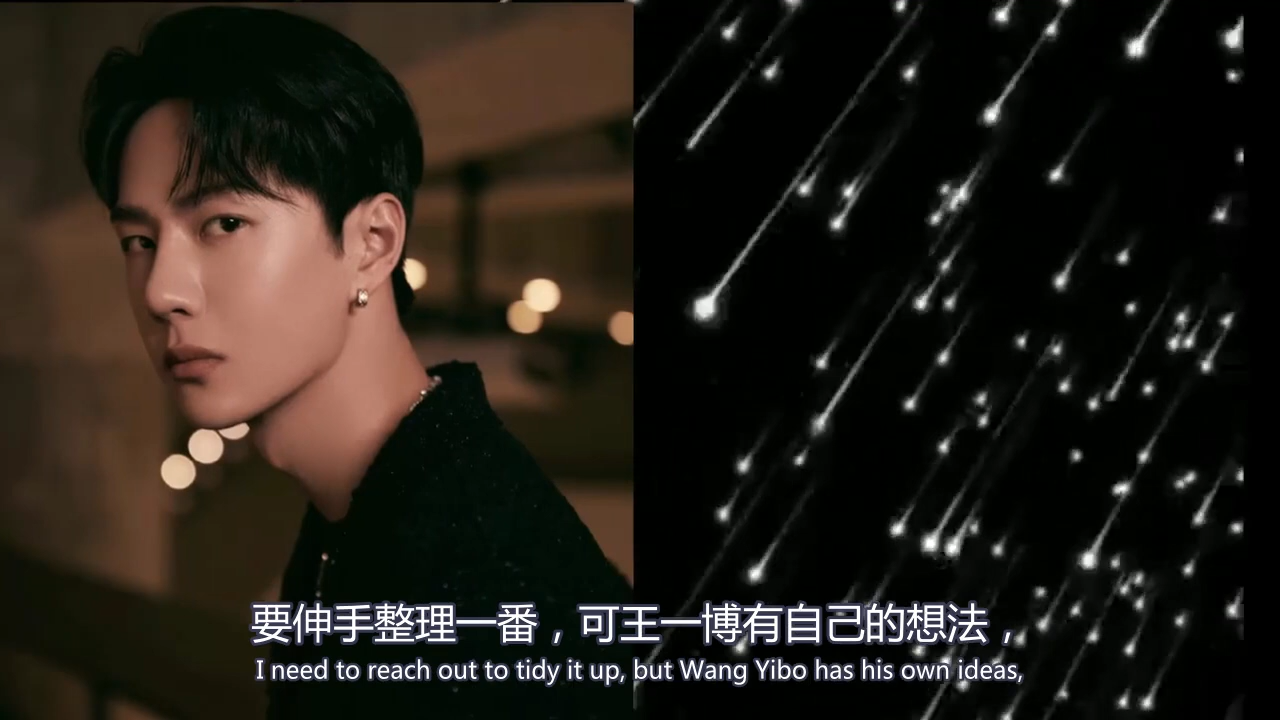 要伸手整理一番，可王一博有自己的想法，
I need to reach out to tidy it up, but Wang Yibo has his own ideas,